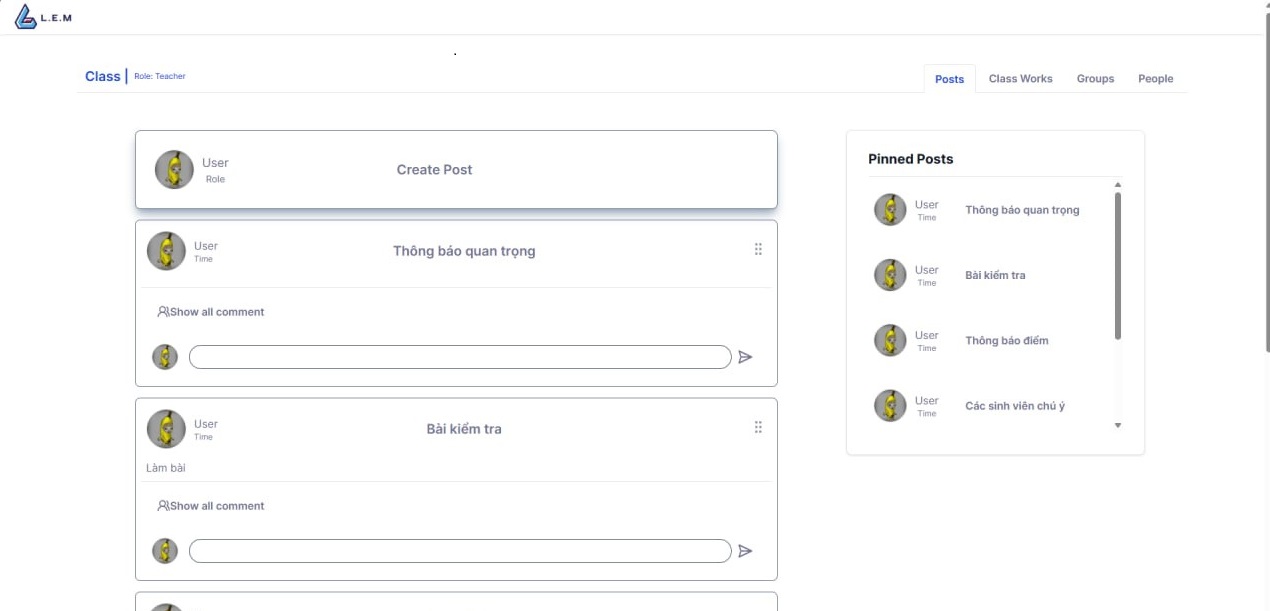 L.E.M
.
Class | Role: Teacher
Posts Class Works Groups People
User
Role
Create Post
User
Time
Thông báo quan trọng
Show all comment
User
Time
Bài kiểm tra
Làm bài
Show all comment
Pinned Posts
User
Time
Thông báo quan trọng
User
Time
Bài kiểm tra
User
Time
Thông báo điểm
User
Time
Các sinh viên chú ý